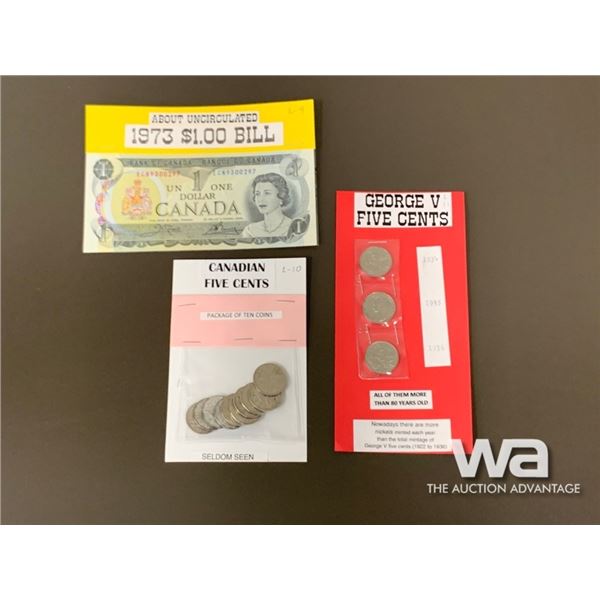 ABOUT UNCIRCULATED
1973 $1.00 BILL
BANK OF CANADA BANQUE DU CANADA
UN 1 ONE
DOLLAR
CANADA
1
CANADIAN
FIVE CENTS
L-10
PACKAGE OF TEN COINS
SELDOM SEEN
GEORGE V
FIVE CENTS
ALL OF THEM MORE
THAN 80 YEARS OLD
Nowadays there are more
nickels minted each year
than the total mintage of
George V five cents (1922 to 1936)
wa
THE AUCTION ADVANTAGE